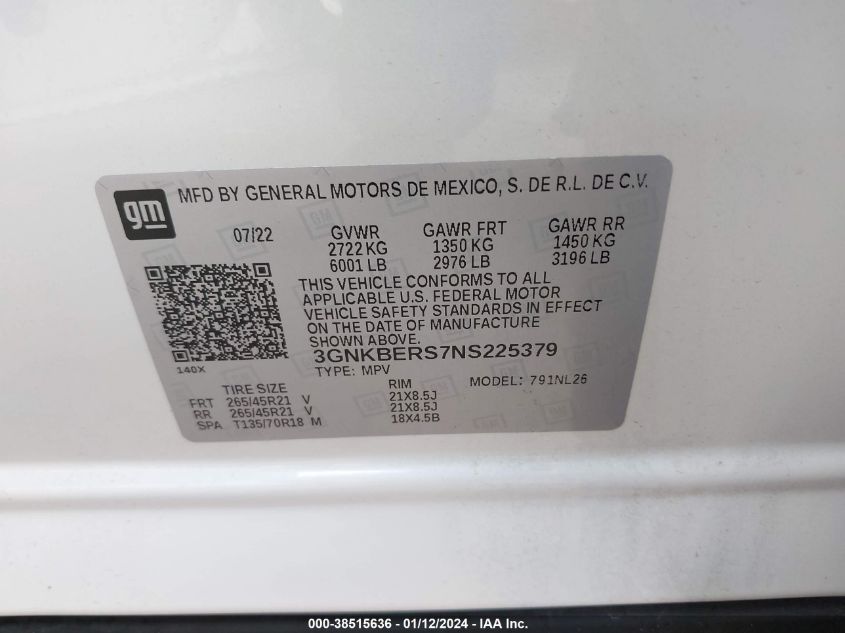 gm MFD BY GENERAL MOTORS DE MEXICO, S. DE R.L. DE C.V.
07/22 GVWR GAWR FRT GAWR RR
2722 KG 1350 KG 1450 KG
6001 LB 2976 LB 3196 LB
THIS VEHICLE CONFORMS TO ALL
APPLICABLE U.S. FEDERAL MOTOR
VEHICLE SAFETY STANDARDS IN EFFECT
ON THE DATE OF MANUFACTURE
SHOWN ABOVE.
140X 3GNKBERS7NS225379
TYPE: MPV
TIRE SIZE RIM MODEL: 791NL26
FRT 265/45R21 V 21X8.5J
RR 265/45R21 V 21X8.5J
SPA T135/70R18 M 18X4.5B
000-38515636 - 01/12/2024 - IAA Inc.